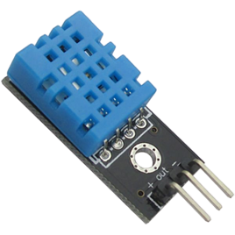 + out -